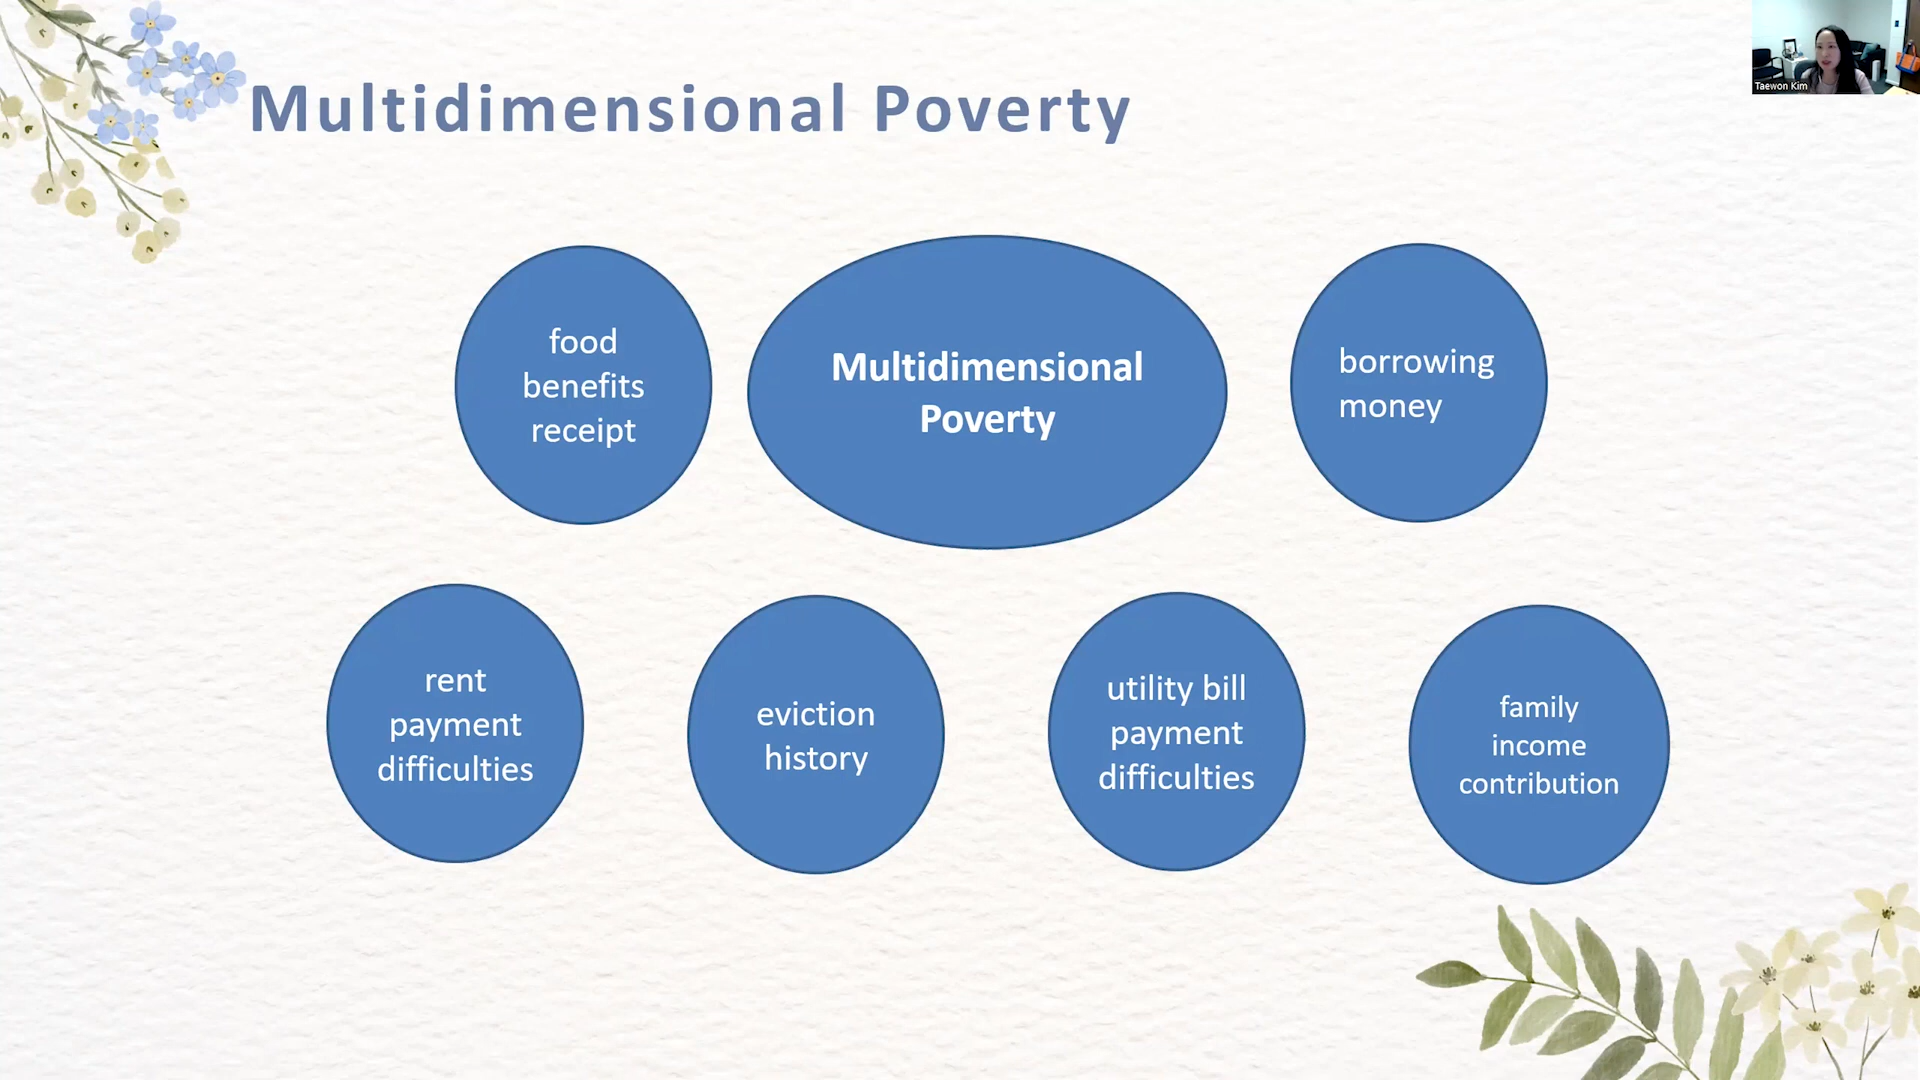 Multidimensional Poverty
Taewon Kim
food
benefits
receipt
Multidimensional
Poverty
borrowing
money
rent
payment
difficulties
eviction
history
utility bill
payment
difficulties
family
income
contribution